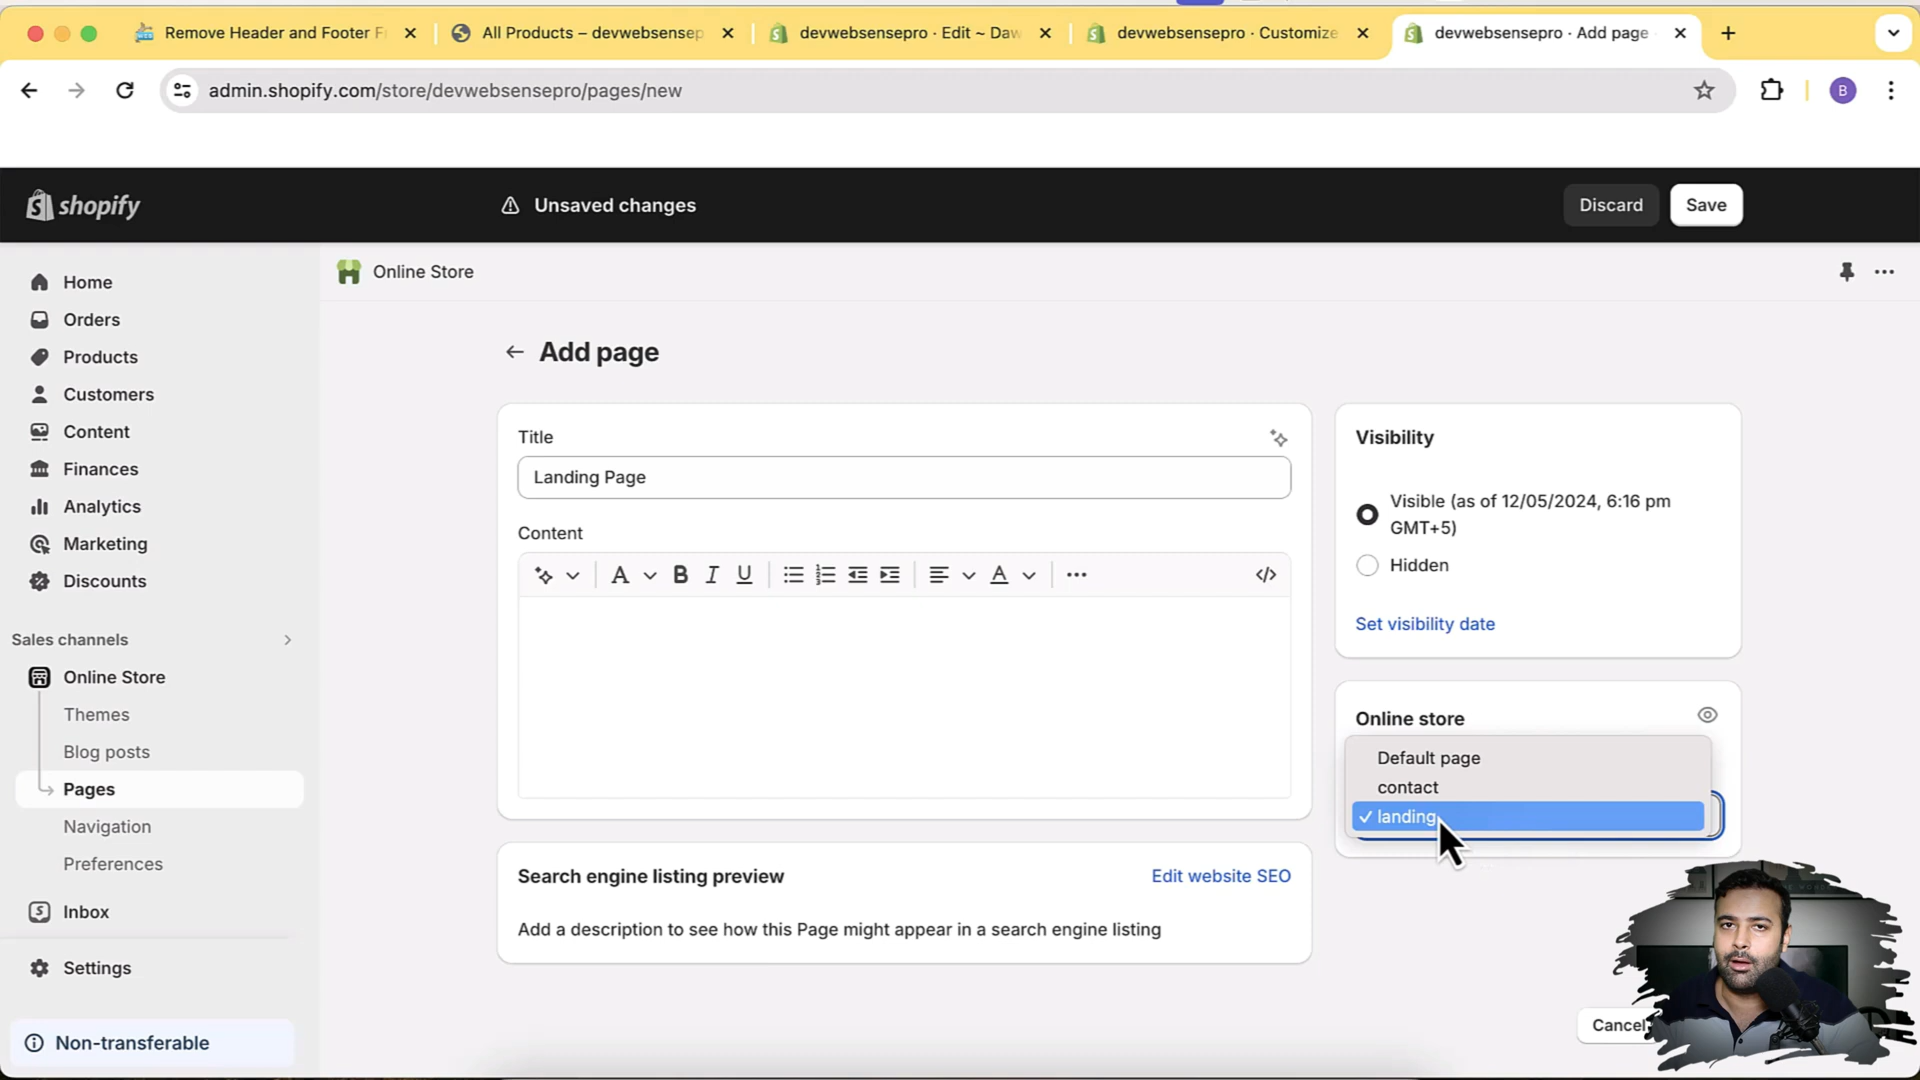 Remove Header and Footer F
All Products – devwebsensep
devwebsensepro · Edit ~ Daw
devwebsensepro · Customize
devwebsensepro · Add page
admin.shopify.com/store/devwebsensepro/pages/new
B
shopify
Unsaved changes
Discard
Save
Home
Orders
Products
Customers
Content
Finances
Analytics
Marketing
Discounts
Sales channels
Online Store
Themes
Blog posts
Pages
Navigation
Preferences
Inbox
Settings
Non-transferable
Online Store
Add page
Title
Landing Page
Content
A
B
I
U
A
Search engine listing preview
Edit website SEO
Add a description to see how this Page might appear in a search engine listing
Visibility
Visible (as of 12/05/2024, 6:16 pm
GMT+5)
Hidden
Set visibility date
Online store
Default page
contact
landing
Cancel